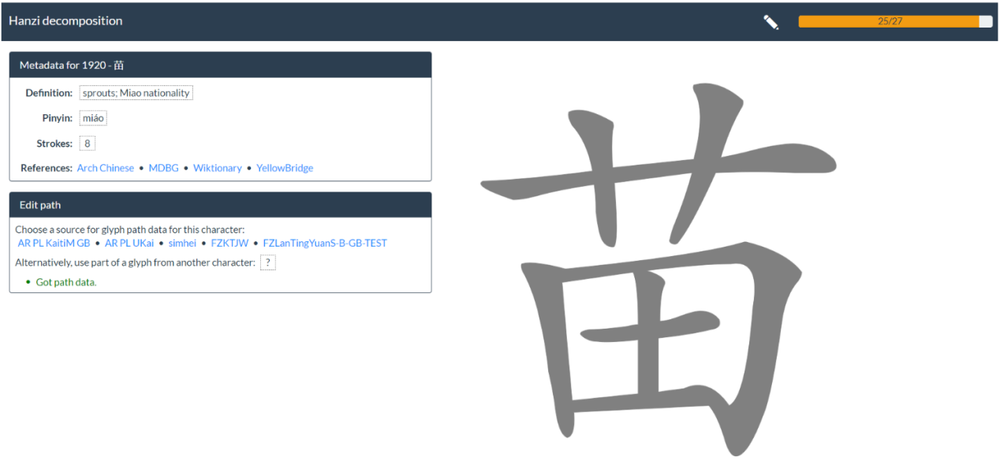 Hanzi decomposition
25/27
Metadata for 1920 - 苗
Definition: sprouts; Miao nationality
Pinyin: miáo
Strokes: 8
References: Arch Chinese • MDBG • Wiktionary • YellowBridge
Edit path
Choose a source for glyph path data for this character:
AR PL KaitiM GB • AR PL UKai • simhei • FZKTJW • FZLanTingYuanS-B-GB-TEST
Alternatively, use part of a glyph from another character: ?
• Got path data.
苗